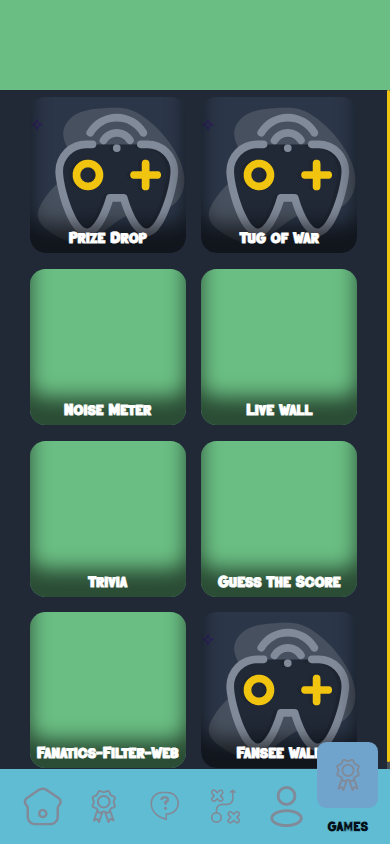 Prize Drop
Tug of War
Noise Meter
Live Wall
Trivia
Guess the Score
Fanatics-Filter-Web
FanSee Wall
Games